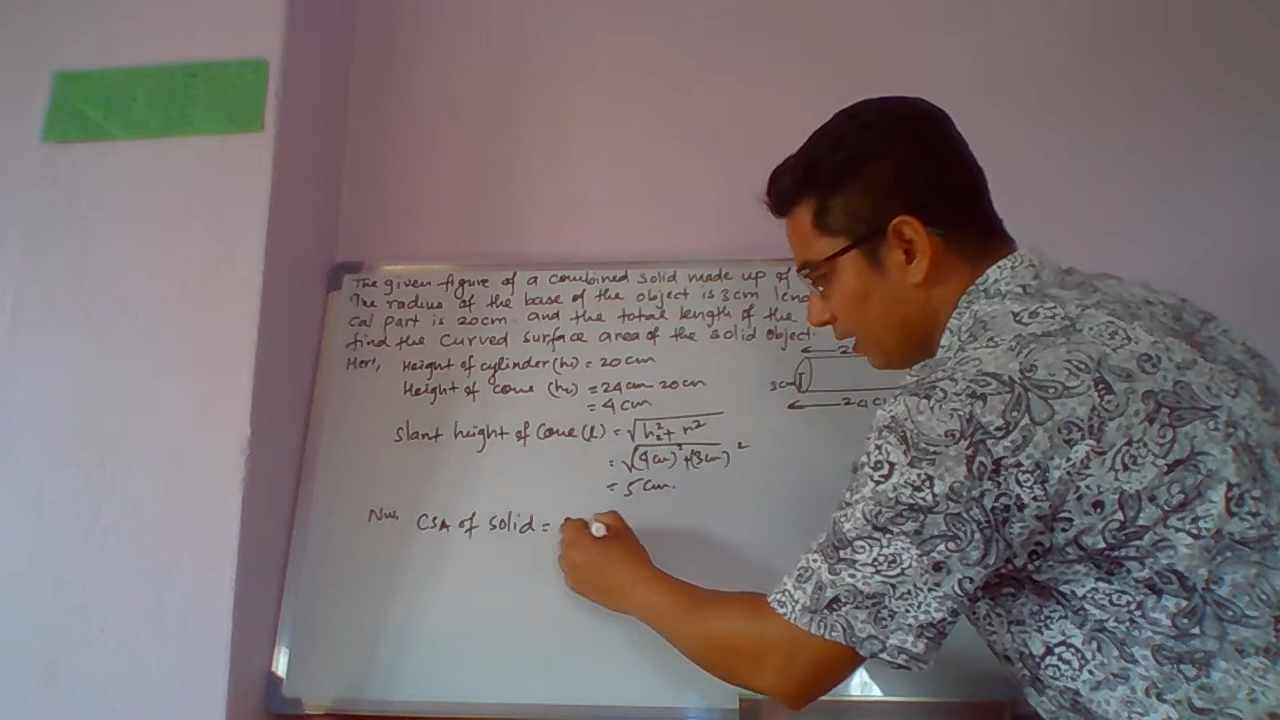 The given figure of a combined solid made up of
The radius of the base of the object is 3cm leng
cal part is 20cm. and the total length of the
find the curved surface area of the solid object.
Here, Height of cylinder (h₁) = 20cm
Height of cone (h₂) = 24cm - 20cm
= 4cm
Slant height of cone (l) = √h₂² + r²
= √(4cm)² + (3cm)²
= 5cm.
Now, CSA of solid =
3cm
24c